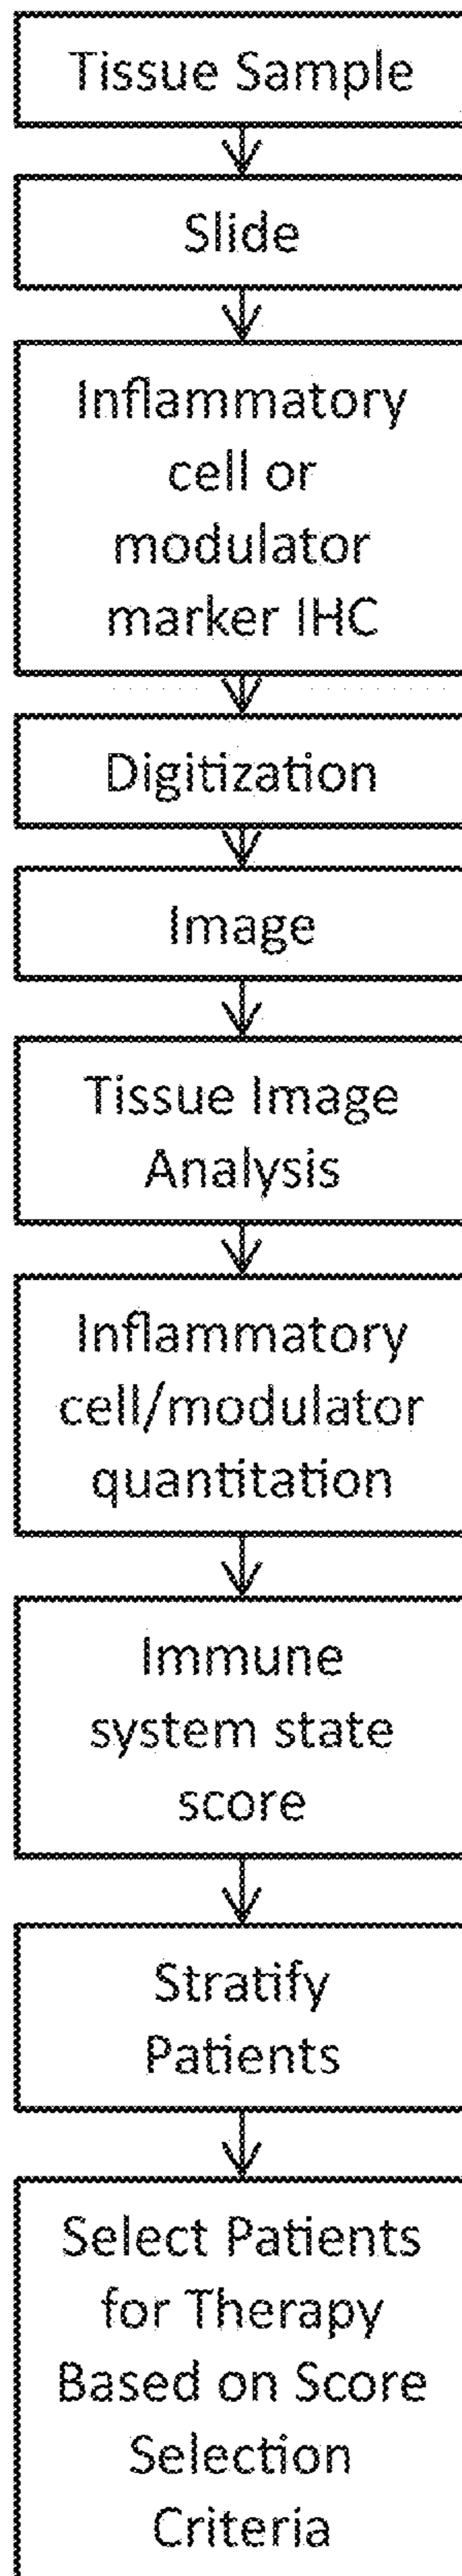 Tissue Sample
Slide
Inflammatory
cell or
modulator
marker IHC
Digitization
Image
Tissue Image
Analysis
Inflammatory
cell/modulator
quantitation
Immune
system state
score
Stratify
Patients
Select Patients
for Therapy
Based on Score
Selection
Criteria